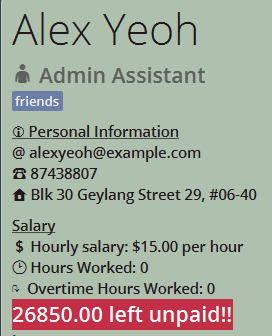 Alex Yeoh
Admin Assistant
friends
Personal Information
@ alexyeoh@example.com
87438807
Blk 30 Geylang Street 29, #06-40
Salary
$ Hourly salary: $15.00 per hour
Hours Worked: 0
Overtime Hours Worked: 0
26850.00 left unpaid!!